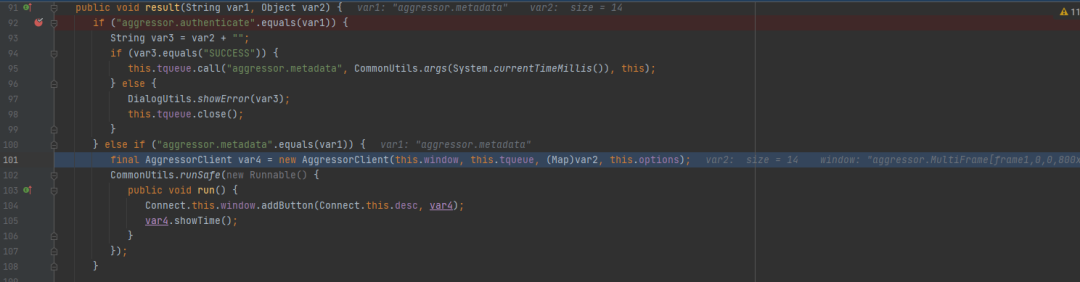 91 public void result(String var1, Object var2) { var1: "aggressor.metadata" var2: size = 14
92 if ("aggressor.authenticate".equals(var1)) {
93 String var3 = var2 + "";
94 if (var3.equals("SUCCESS")) {
95 this.tqueue.call("aggressor.metadata", CommonUtils.args(System.currentTimeMillis()), this);
96 } else {
97 DialogUtils.showError(var3);
98 this.tqueue.close();
99 }
100 } else if ("aggressor.metadata".equals(var1)) { var1: "aggressor.metadata"
101 final AggressorClient var4 = new AggressorClient(this.window, this.tqueue, (Map)var2, this.options); var2: size = 14 window: "aggressor.MultiFrame[frame1,0,0,800x
102 CommonUtils.runSafe(new Runnable() {
103 public void run() {
104 Connect.this.window.addButton(Connect.this.desc, var4);
105 var4.showTime();
106 }
107 });
108 }
11